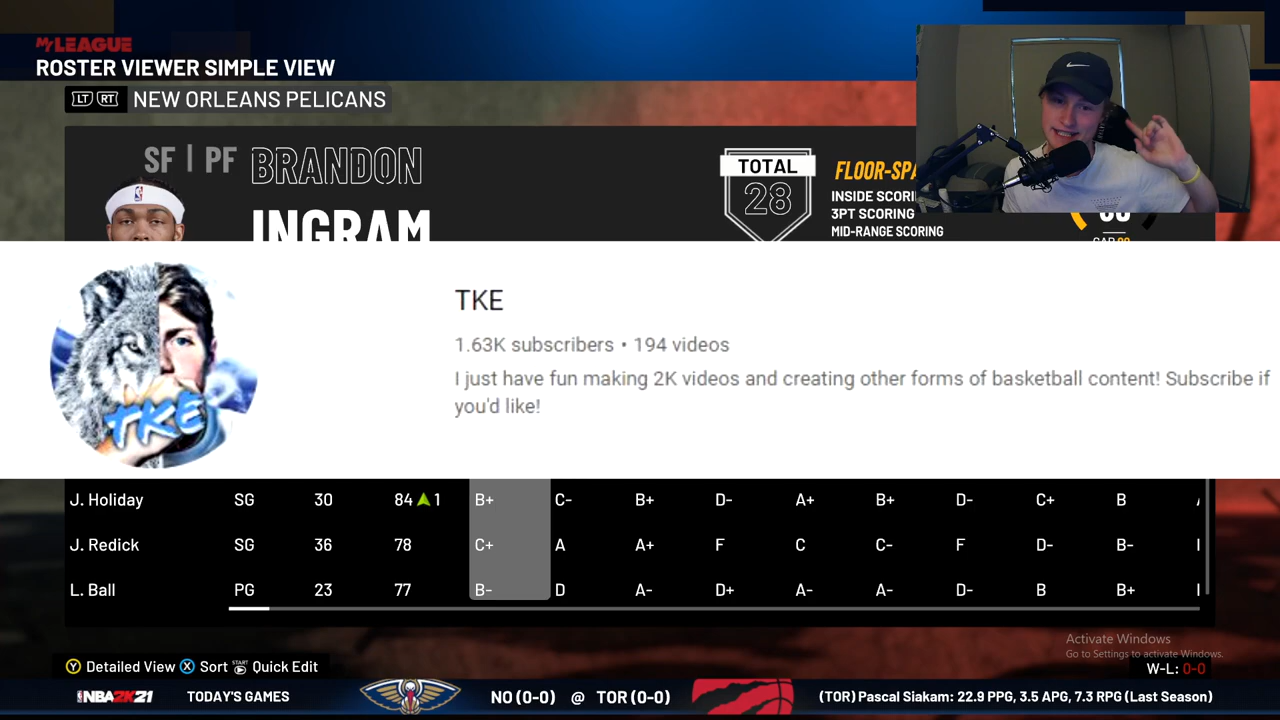 MyLEAGUE
ROSTER VIEWER SIMPLE VIEW
LT RT NEW ORLEANS PELICANS
SF | PF BRANDON
INGRAM
TOTAL
28
INSIDE SCORI
3PT SCORING
MID-RANGE SCORING
TKE
TKE
1.63K subscribers • 194 videos
I just have fun making 2K videos and creating other forms of basketball content! Subscribe if
you'd like!
J. Holiday SG 30 84 1 B+ C- B+ D- A+ B+ D- C+ B
J. Redick SG 36 78 C+ A A+ F C C- F D- B-
L. Ball PG 23 77 B- D A- D+ A- A- D- B B+
Activate Windows
Go to Settings to activate Windows.
Y Detailed View X Sort START Quick Edit
W-L: 0-0
NBA2K21 TODAY'S GAMES NO (0-0) @ TOR (0-0) (TOR) Pascal Siakam: 22.9 PPG, 3.5 APG, 7.3 RPG (Last Season)